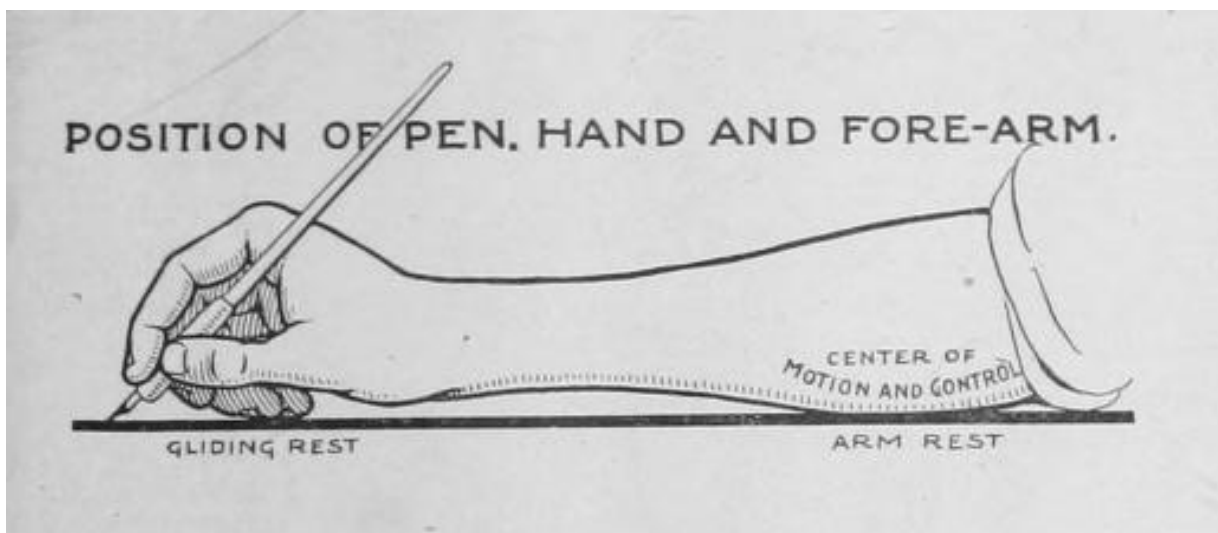 POSITION OF PEN, HAND AND FORE-ARM.
CENTER OF
MOTION AND CONTROL
GLIDING REST
ARM REST